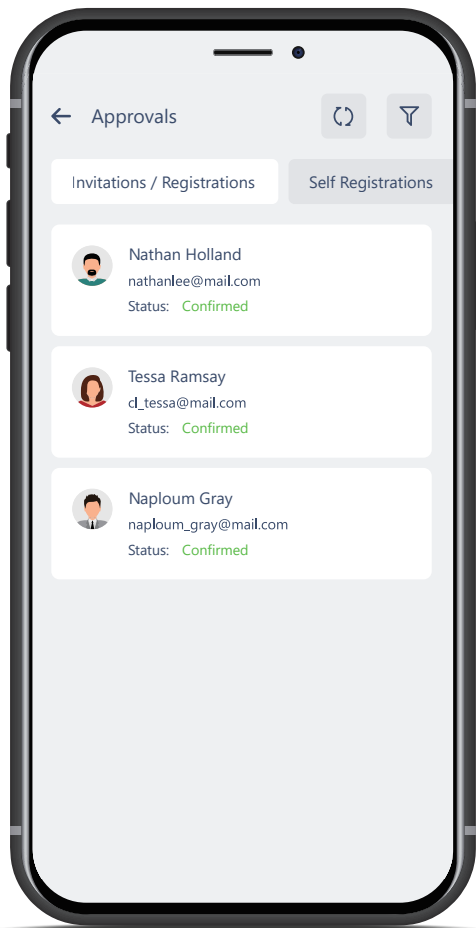 Approvals
Invitations / Registrations
Self Registrations
Nathan Holland
nathanlee@mail.com
Status: Confirmed
Tessa Ramsay
cl_tessa@mail.com
Status: Confirmed
Naploum Gray
naploum_gray@mail.com
Status: Confirmed